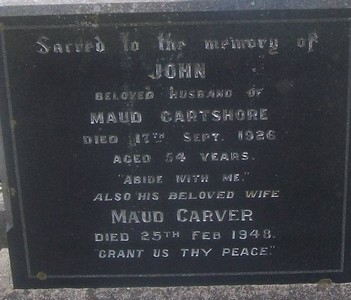 Sacred to the memory of
JOHN
BELOVED HUSBAND OF
MAUD GARTSHORE
DIED 17TH SEPT. 1926
AGED 54 YEARS.
"ABIDE WITH ME."
ALSO HIS BELOVED WIFE
MAUD CARVER
DIED 25TH FEB 1948.
"GRANT US THY PEACE."